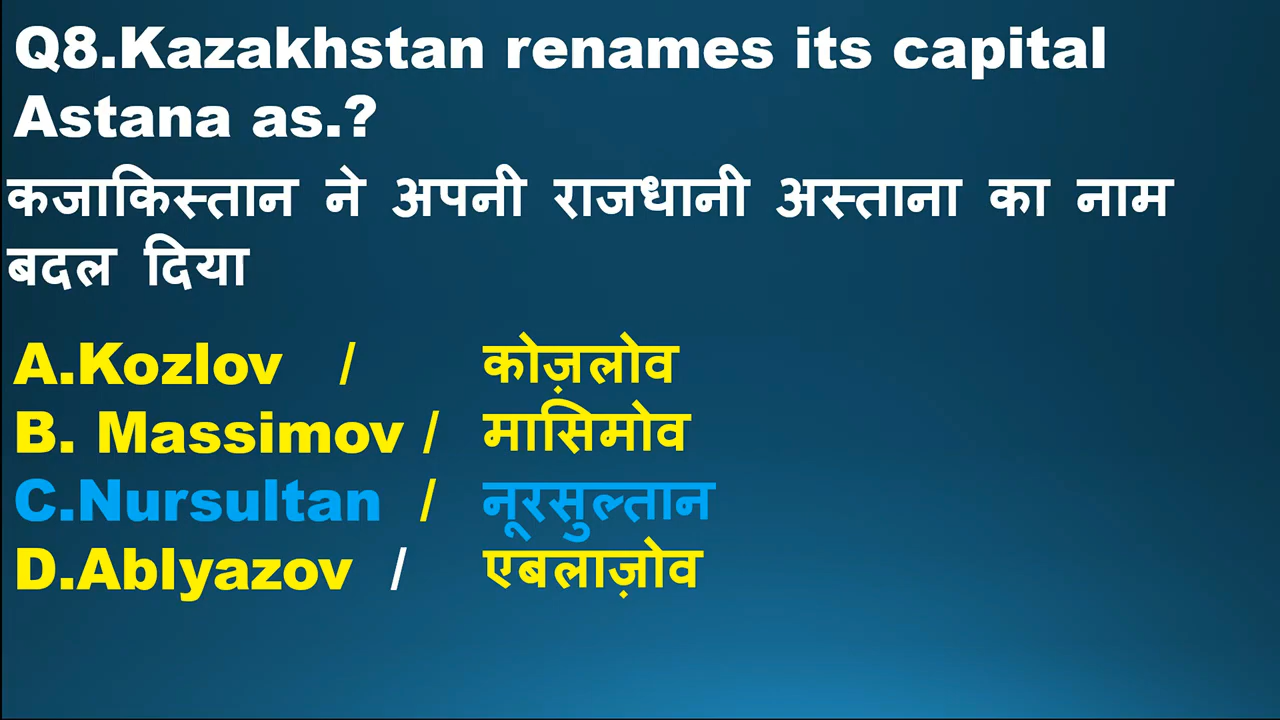 Q8.Kazakhstan renames its capital
Astana as.?
कजाकिस्तान ने अपनी राजधानी अस्ताना का नाम
बदल दिया
A.Kozlov / कोज़लोव
B. Massimov / मासिमोव
C.Nursultan / नूरसुल्तान
D.Ablyazov / एबलाज़ोव